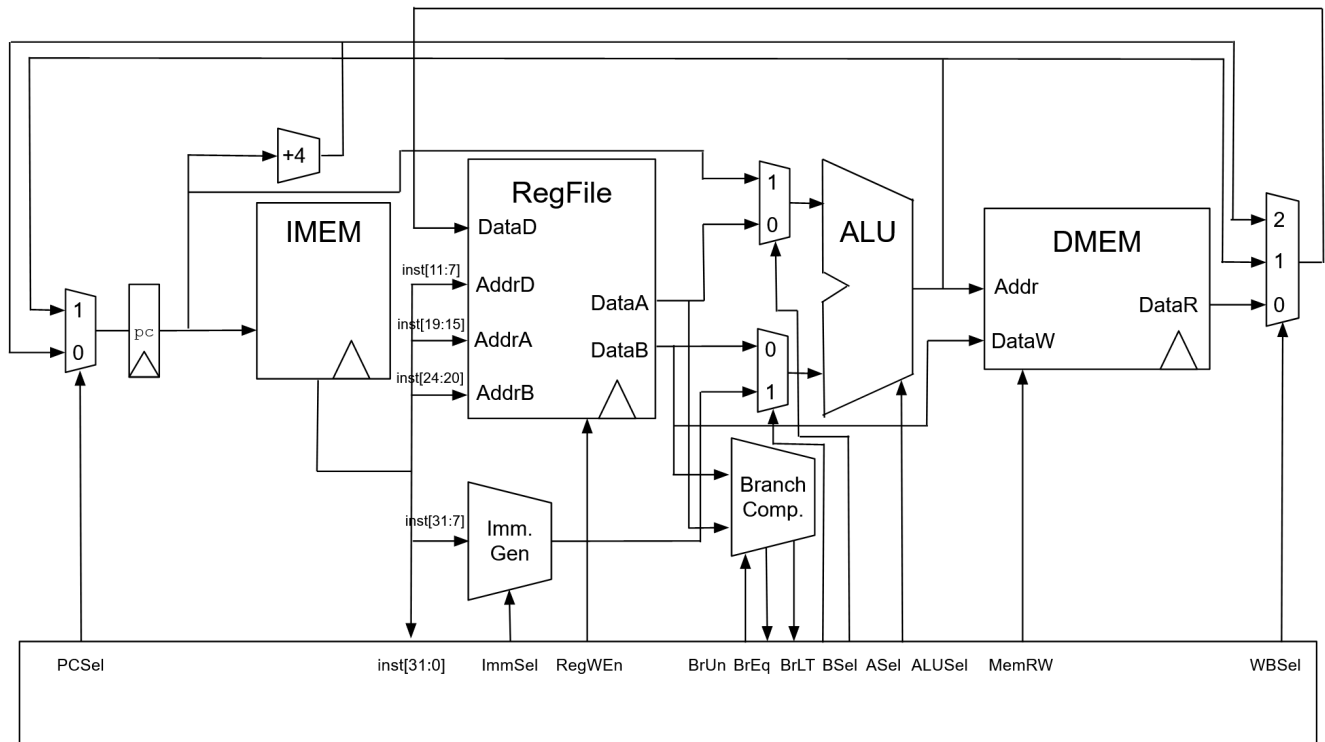 +4
IMEM
pc
1
0
RegFile
DataD
inst[11:7]
AddrD
inst[19:15]
AddrA
inst[24:20]
AddrB
DataA
DataB
inst[31:7]
Imm.
Gen
1
0
0
1
ALU
Branch
Comp.
DMEM
Addr
DataR
DataW
2
1
0
PCSel
inst[31:0]
ImmSel
RegWEn
BrUn
BrEq
BrLT
BSel
ASel
ALUSel
MemRW
WBSel